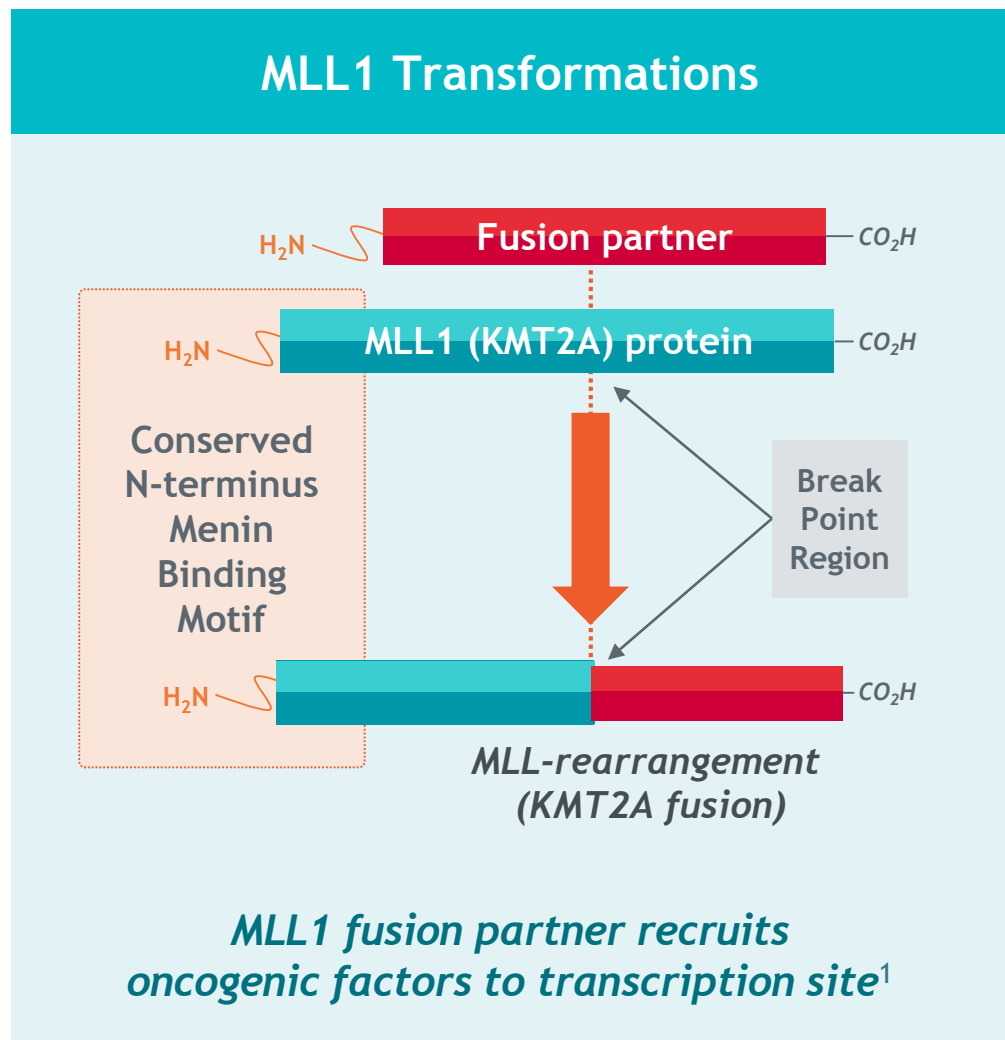 MLL1 Transformations
H₂N
Fusion partner
CO₂H
H₂N
MLL1 (KMT2A) protein
CO₂H
Conserved
N-terminus
Menin
Binding
Motif
Break
Point
Region
H₂N
CO₂H
MLL-rearrangement
(KMT2A fusion)
MLL1 fusion partner recruits
oncogenic factors to transcription site¹